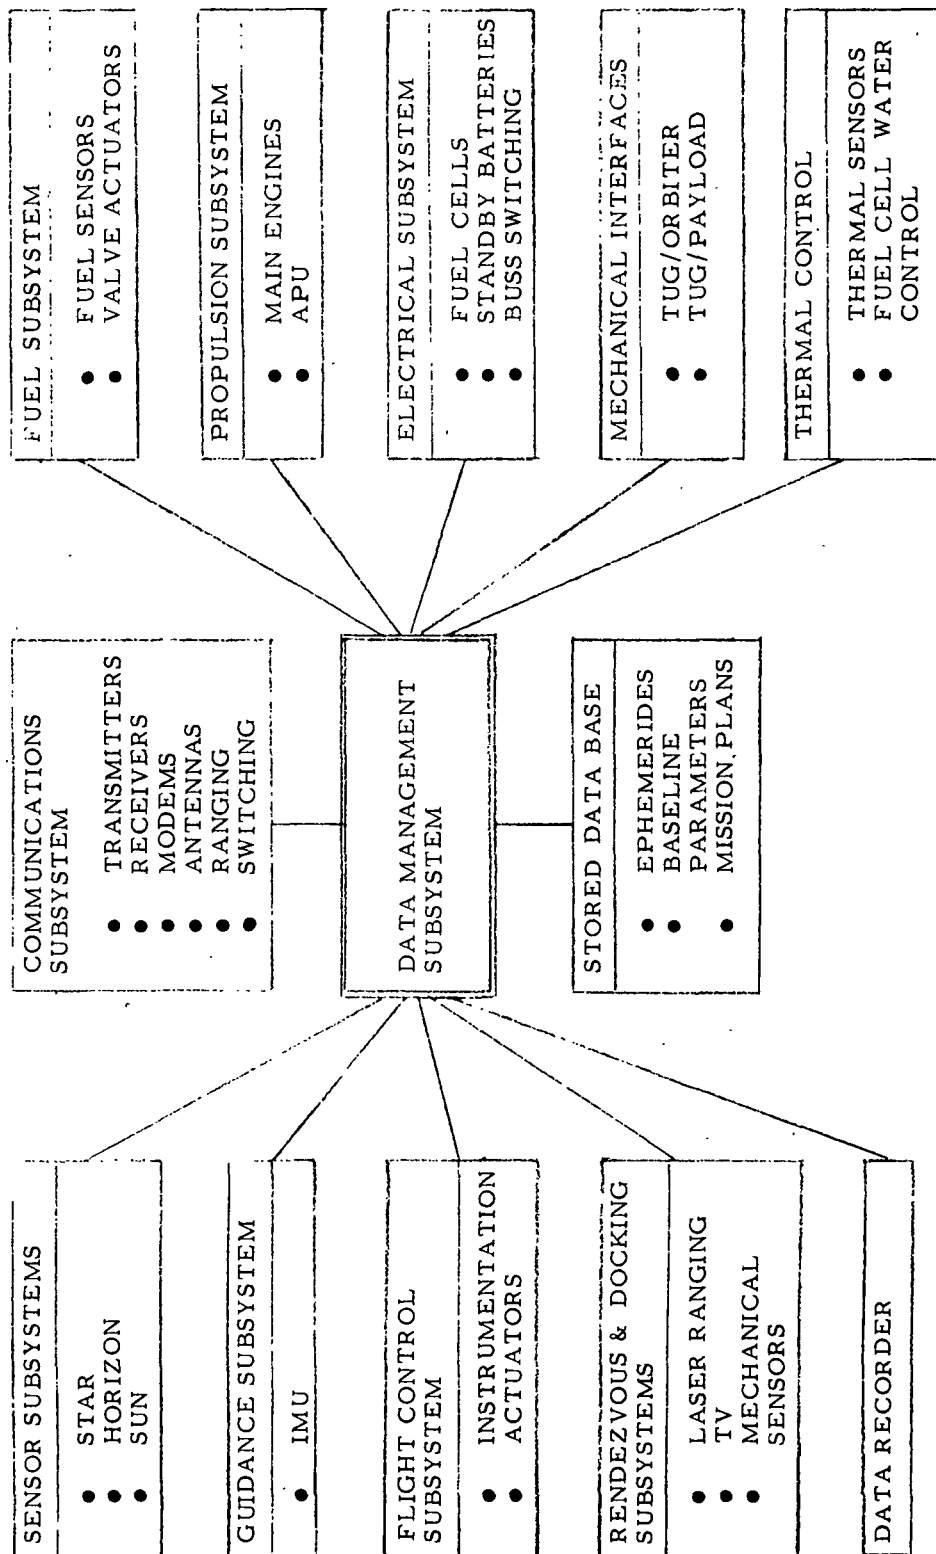 SENSOR SUBSYSTEMS
● STAR
● HORIZON
● SUN
GUIDANCE SUBSYSTEM
● IMU
FLIGHT CONTROL
SUBSYSTEM
● INSTRUMENTATION
● ACTUATORS
RENDEZVOUS & DOCKING
SUBSYSTEMS
● LASER RANGING
● TV
● MECHANICAL
SENSORS
DATA RECORDER
COMMUNICATIONS
SUBSYSTEM
● TRANSMITTERS
● RECEIVERS
● MODEMS
● ANTENNAS
● RANGING
● SWITCHING
DATA MANAGEMENT
SUBSYSTEM
STORED DATA BASE
● EPHEMERIDES
● BASELINE
PARAMETERS
● MISSION PLANS
FUEL SUBSYSTEM
● FUEL SENSORS
● VALVE ACTUATORS
PROPULSION SUBSYSTEM
● MAIN ENGINES
● APU
ELECTRICAL SUBSYSTEM
● FUEL CELLS
● STANDBY BATTERIES
● BUSS SWITCHING
MECHANICAL INTERFACES
● TUG/ORBITER
● TUG/PAYLOAD
THERMAL CONTROL
● THERMAL SENSORS
● FUEL CELL WATER
CONTROL